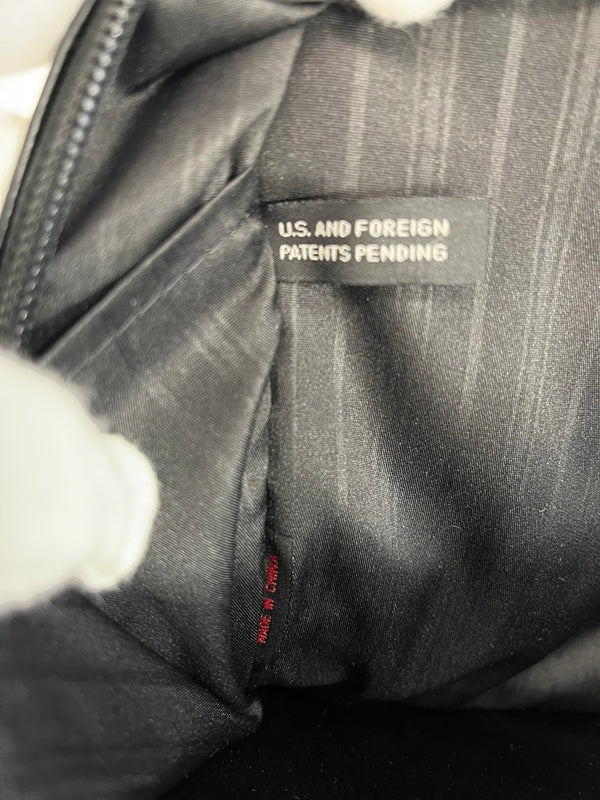 U.S. AND FOREIGN
PATENTS PENDING
MADE IN CHINA